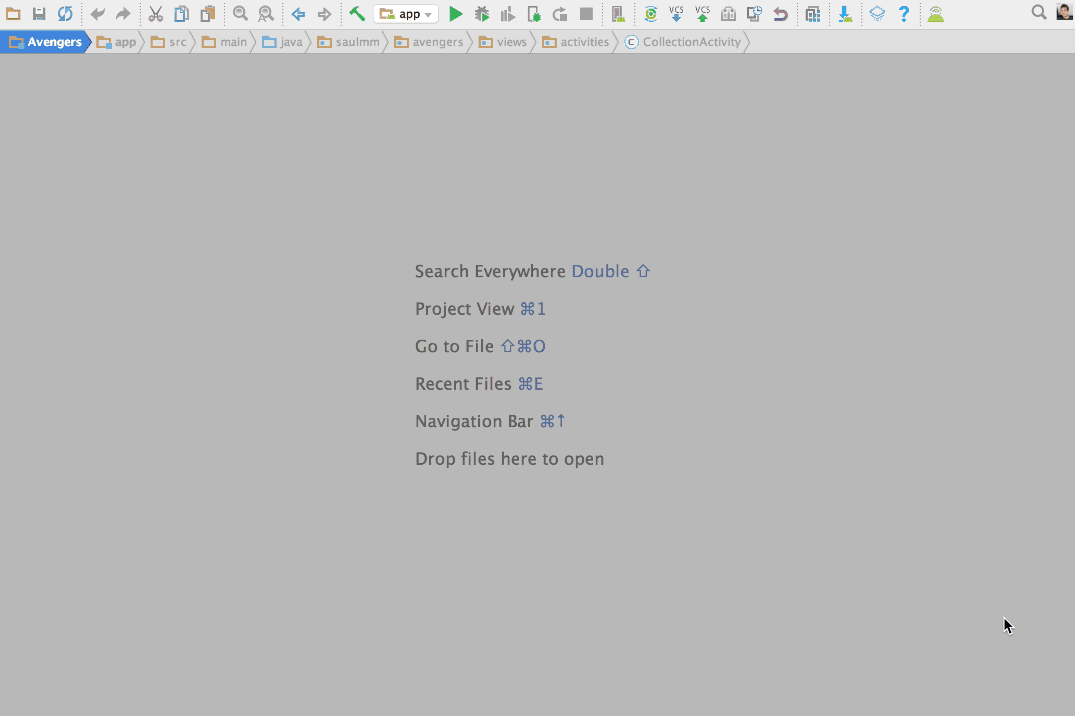 app
VCS VCS
?
Avengers app src main java saulmm avengers views activities C CollectionActivity
Search Everywhere Double ⇧
Project View ⌘1
Go to File ⇧⌘O
Recent Files ⌘E
Navigation Bar ⌘↑
Drop files here to open